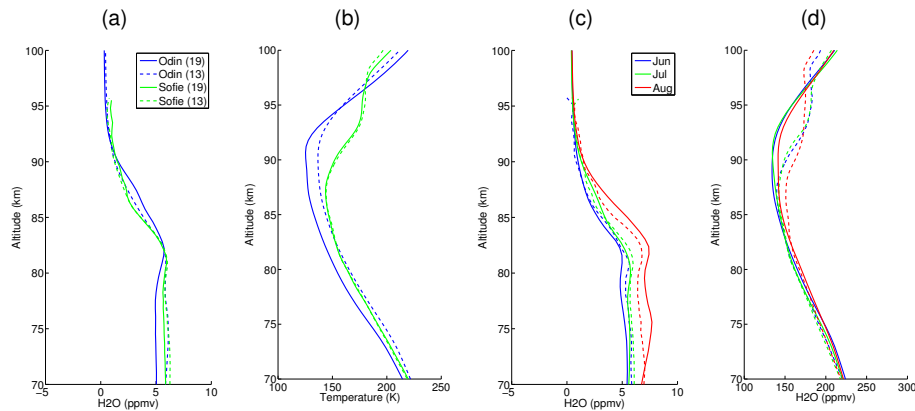 (a)
(b)
(c)
(d)
100
95
90
85
80
75
70
Altitude (km)
-5
0
5
10
H2O (ppmv)
Odin (19)
Odin (13)
Sofie (19)
Sofie (13)
100
95
90
85
80
75
70
Altitude (km)
100
150
200
250
Temperature (K)
100
95
90
85
80
75
70
Altitude (km)
-5
0
5
10
H2O (ppmv)
Jun
Jul
Aug
100
95
90
85
80
75
70
Altitude (km)
100
150
200
250
300
H2O (ppmv)